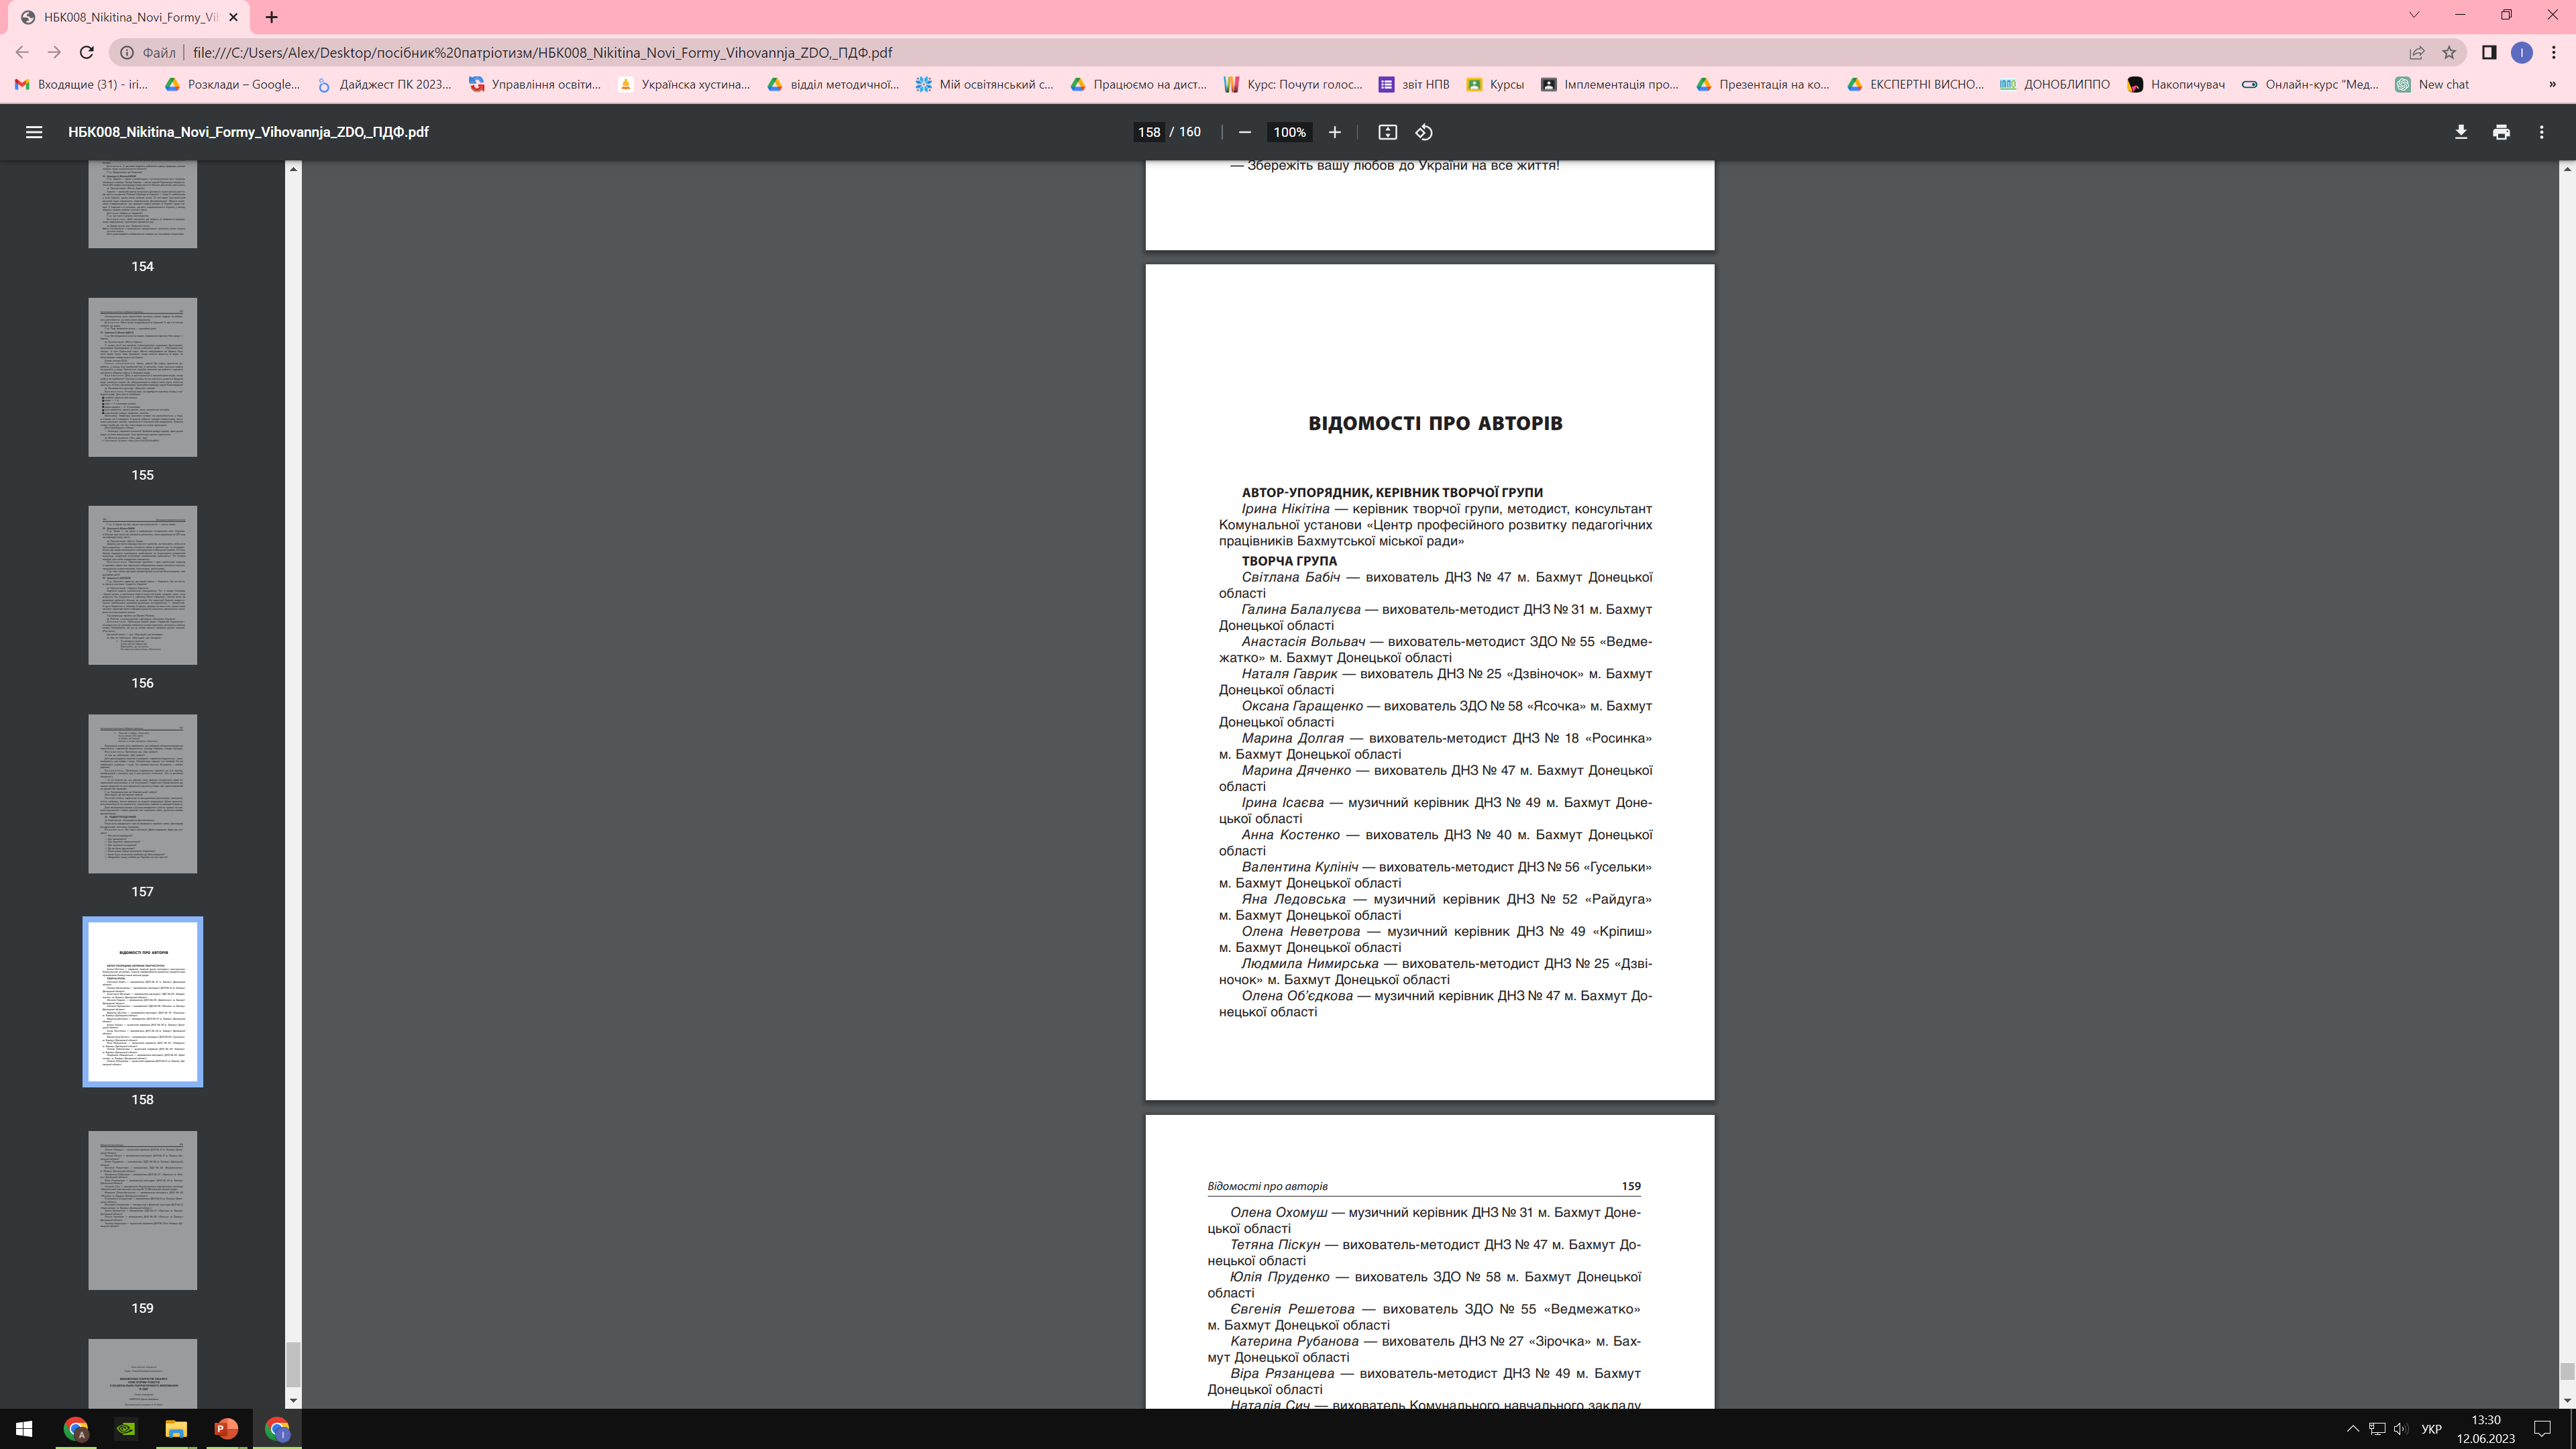 НБК008_Nikitina_Novi_Formy_Vi
Файл file:///C:/Users/Alex/Desktop/посібник%20патріотизм/НБК008_Nikitina_Novi_Formy_Vihovannja_ZDO,_ПДФ.pdf
Входящие (31) - iri... Розклади – Google... Дайджест ПК 2023... Управління освіти... Українска хустина... відділ методичної... Мій освітянський с... Працюємо на дист... Курс: Почути голос... звіт НПВ Курсы Імплементація про... Презентація на ко... ЕКСПЕРТНІ ВИСНО... ДОНОБЛИППО Накопичувач Онлайн-курс "Мед... New chat »
НБК008_Nikitina_Novi_Formy_Vihovannja_ZDO,_ПДФ.pdf 158 / 160 100%
154
155
156
157
158
159
— Збережіть вашу любов до України на все життя!
ВІДОМОСТІ ПРО АВТОРІВ
АВТОР-УПОРЯДНИК, КЕРІВНИК ТВОРЧОЇ ГРУПИ
Ірина Нікітіна — керівник творчої групи, методист, консультант
Комунальної установи «Центр професійного розвитку педагогічних
працівників Бахмутської міської ради»
ТВОРЧА ГРУПА
Світлана Бабіч — вихователь ДНЗ № 47 м. Бахмут Донецької
області
Галина Балалуєва — вихователь-методист ДНЗ № 31 м. Бахмут
Донецької області
Анастасія Вольвач — вихователь-методист ЗДО № 55 «Ведме-
жатко» м. Бахмут Донецької області
Наталя Гаврик — вихователь ДНЗ № 25 «Дзвіночок» м. Бахмут
Донецької області
Оксана Гаращенко — вихователь ЗДО № 58 «Ясочка» м. Бахмут
Донецької області
Марина Долгая — вихователь-методист ДНЗ № 18 «Росинка»
м. Бахмут Донецької області
Марина Дяченко — вихователь ДНЗ № 47 м. Бахмут Донецької
області
Ірина Ісаєва — музичний керівник ДНЗ № 49 м. Бахмут Доне-
цької області
Анна Костенко — вихователь ДНЗ № 40 м. Бахмут Донецької
області
Валентина Кулініч — вихователь-методист ДНЗ № 56 «Гусельки»
м. Бахмут Донецької області
Яна Ледовська — музичний керівник ДНЗ № 52 «Райдуга»
м. Бахмут Донецької області
Олена Неветрова — музичний керівник ДНЗ № 49 «Кріпиш»
м. Бахмут Донецької області
Людмила Нимирська — вихователь-методист ДНЗ № 25 «Дзві-
ночок» м. Бахмут Донецької області
Олена Об’єдкова — музичний керівник ДНЗ № 47 м. Бахмут До-
нецької області
Відомості про авторів 159
Олена Охомуш — музичний керівник ДНЗ № 31 м. Бахмут Доне-
цької області
Тетяна Піскун — вихователь-методист ДНЗ № 47 м. Бахмут До-
нецької області
Юлія Пруденко — вихователь ЗДО № 58 м. Бахмут Донецької
області
Євгенія Решетова — вихователь ЗДО № 55 «Ведмежатко»
м. Бахмут Донецької області
Катерина Рубанова — вихователь ДНЗ № 27 «Зірочка» м. Бах-
мут Донецької області
Віра Рязанцева — вихователь-методист ДНЗ № 49 м. Бахмут
Донецької області
Наталія Сич — вихователь Комунального навчального закладу
УКР
13:30
12.06.2023